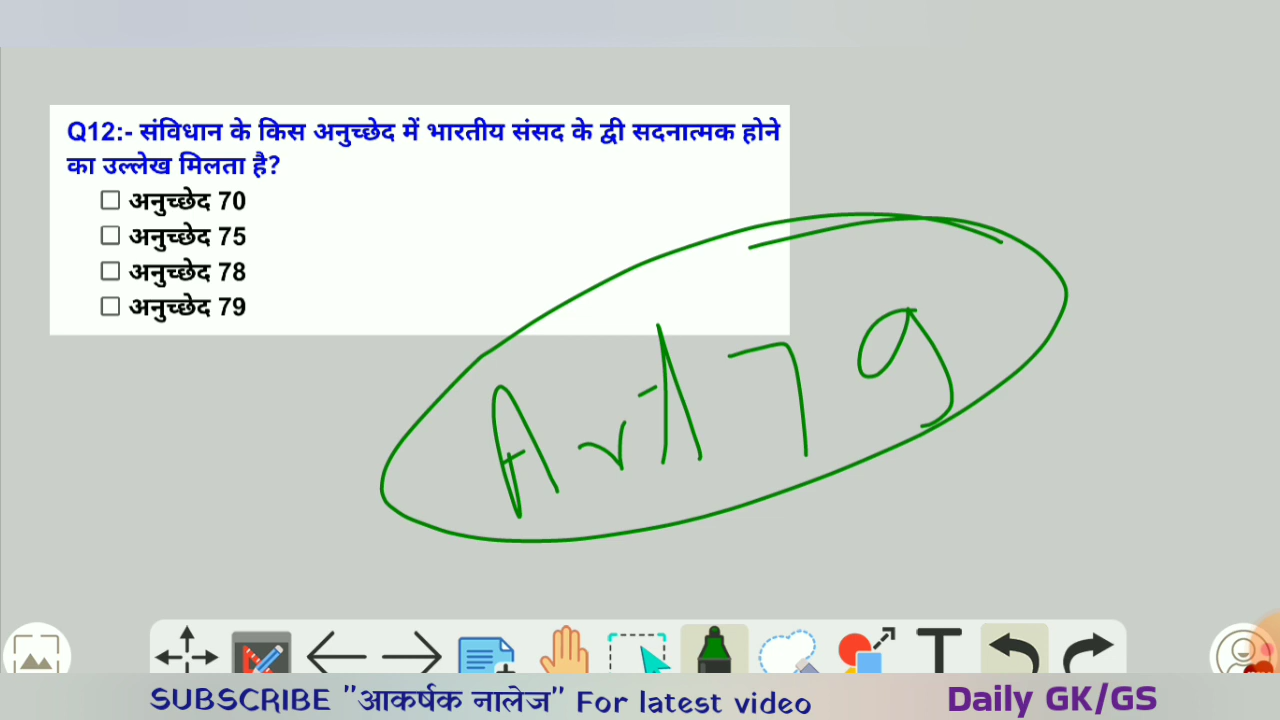 Q12:- संविधान के किस अनुच्छेद में भारतीय संसद के द्वी सदनात्मक होने
का उल्लेख मिलता है?
अनुच्छेद 70
अनुच्छेद 75
अनुच्छेद 78
अनुच्छेद 79
Art 79
T
SUBSCRIBE "आकर्षक नालेज" For latest video
Daily GK/GS